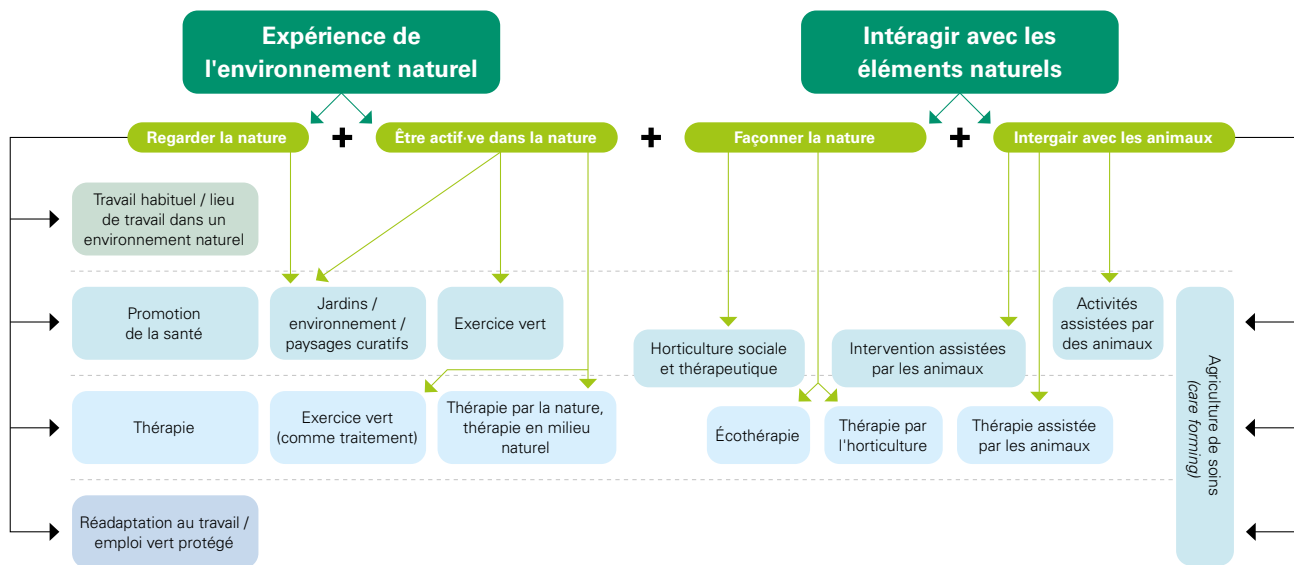 Expérience de
l'environnement naturel
Intéragir avec les
éléments naturels
Regarder la nature
+
Être actif·ve dans la nature
+
Façonner la nature
+
Intergair avec les animaux
Travail habituel / lieu
de travail dans un
environnement naturel
Promotion
de la santé
Jardins /
environnement /
paysages curatifs
Exercice vert
Horticulture sociale
et thérapeutique
Intervention assistées
par les animaux
Activités
assistées par
des animaux
Agriculture de soins
(care forming)
Thérapie
Exercice vert
(comme traitement)
Thérapie par la nature,
thérapie en milieu
naturel
Écothérapie
Thérapie par
l'horticulture
Thérapie assistée
par les animaux
Réadaptation au travail /
emploi vert protégé